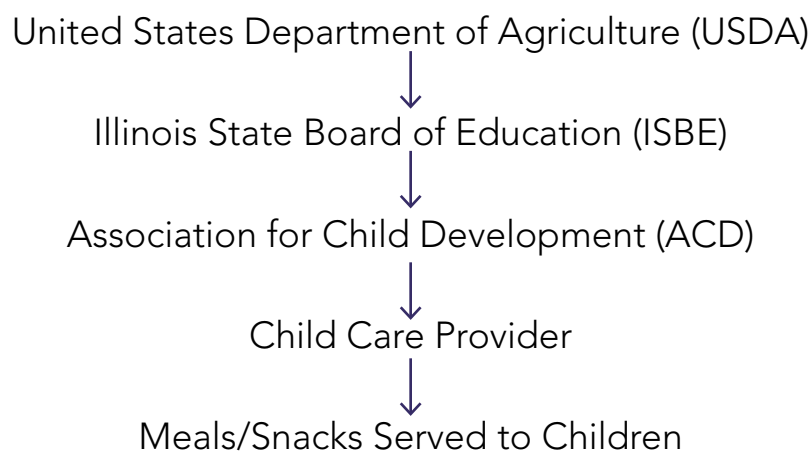 United States Department of Agriculture (USDA)
Illinois State Board of Education (ISBE)
Association for Child Development (ACD)
Child Care Provider
Meals/Snacks Served to Children